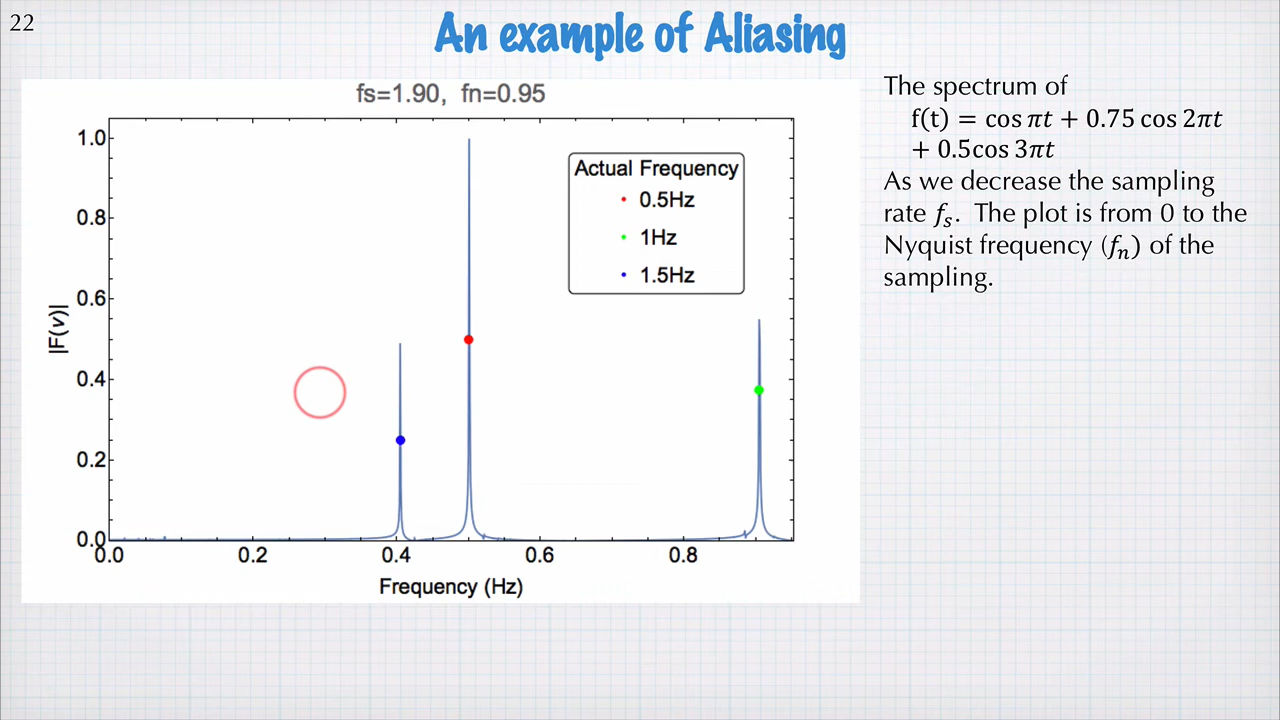 22
An example of Aliasing
fs=1.90, fn=0.95
1.0
0.8
0.6
0.4
0.2
0.0
|F(ν)|
Actual Frequency
0.5Hz
1Hz
1.5Hz
0.0 0.2 0.4 0.6 0.8
Frequency (Hz)
The spectrum of
f(t) = cos πt + 0.75 cos 2πt
+ 0.5cos 3πt
As we decrease the sampling
rate fₛ. The plot is from 0 to the
Nyquist frequency (fₙ) of the
sampling.